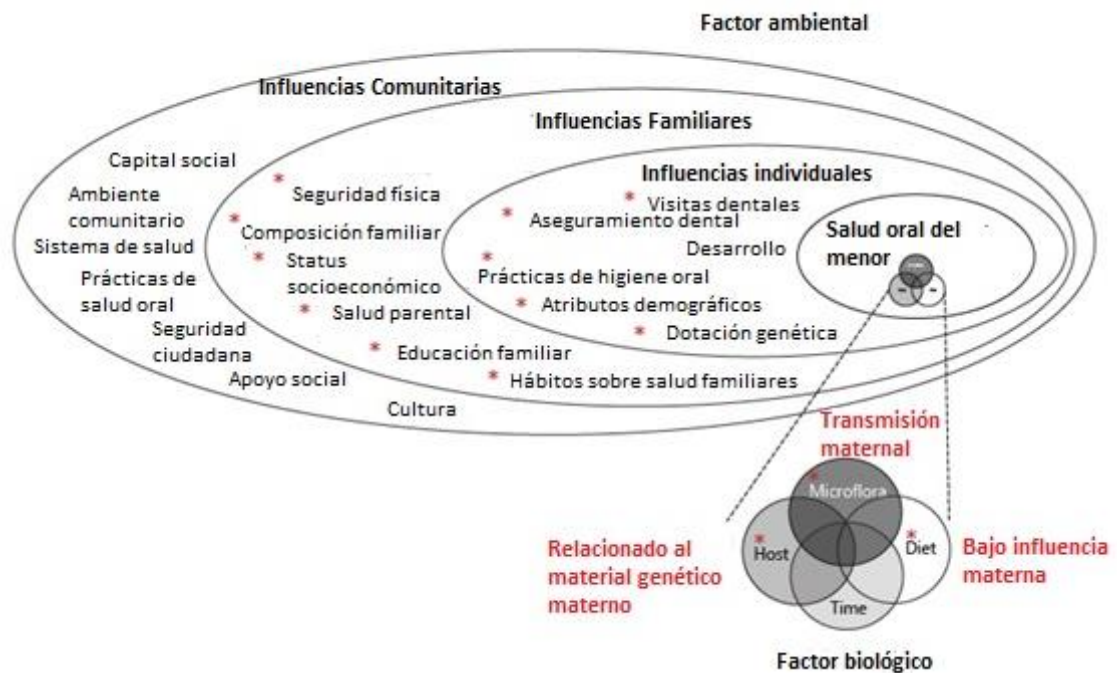 Factor ambiental
Influencias Comunitarias
Influencias Familiares
Influencias individuales
Capital social
Ambiente
comunitario
Sistema de salud
Prácticas de
salud oral
Seguridad
ciudadana
Apoyo social
Cultura
* Seguridad física
* Composición familiar
* Status
socioeconómico
* Salud parental
* Educación familiar
* Hábitos sobre salud familiares
* Visitas dentales
* Aseguramiento dental
Desarrollo
* Prácticas de higiene oral
* Atributos demográficos
* Dotación genética
Salud oral del
menor
Transmisión
maternal
* Microflora
* Host
* Diet
Time
Relacionado al
material genético
materno
Bajo influencia
materna
Factor biológico